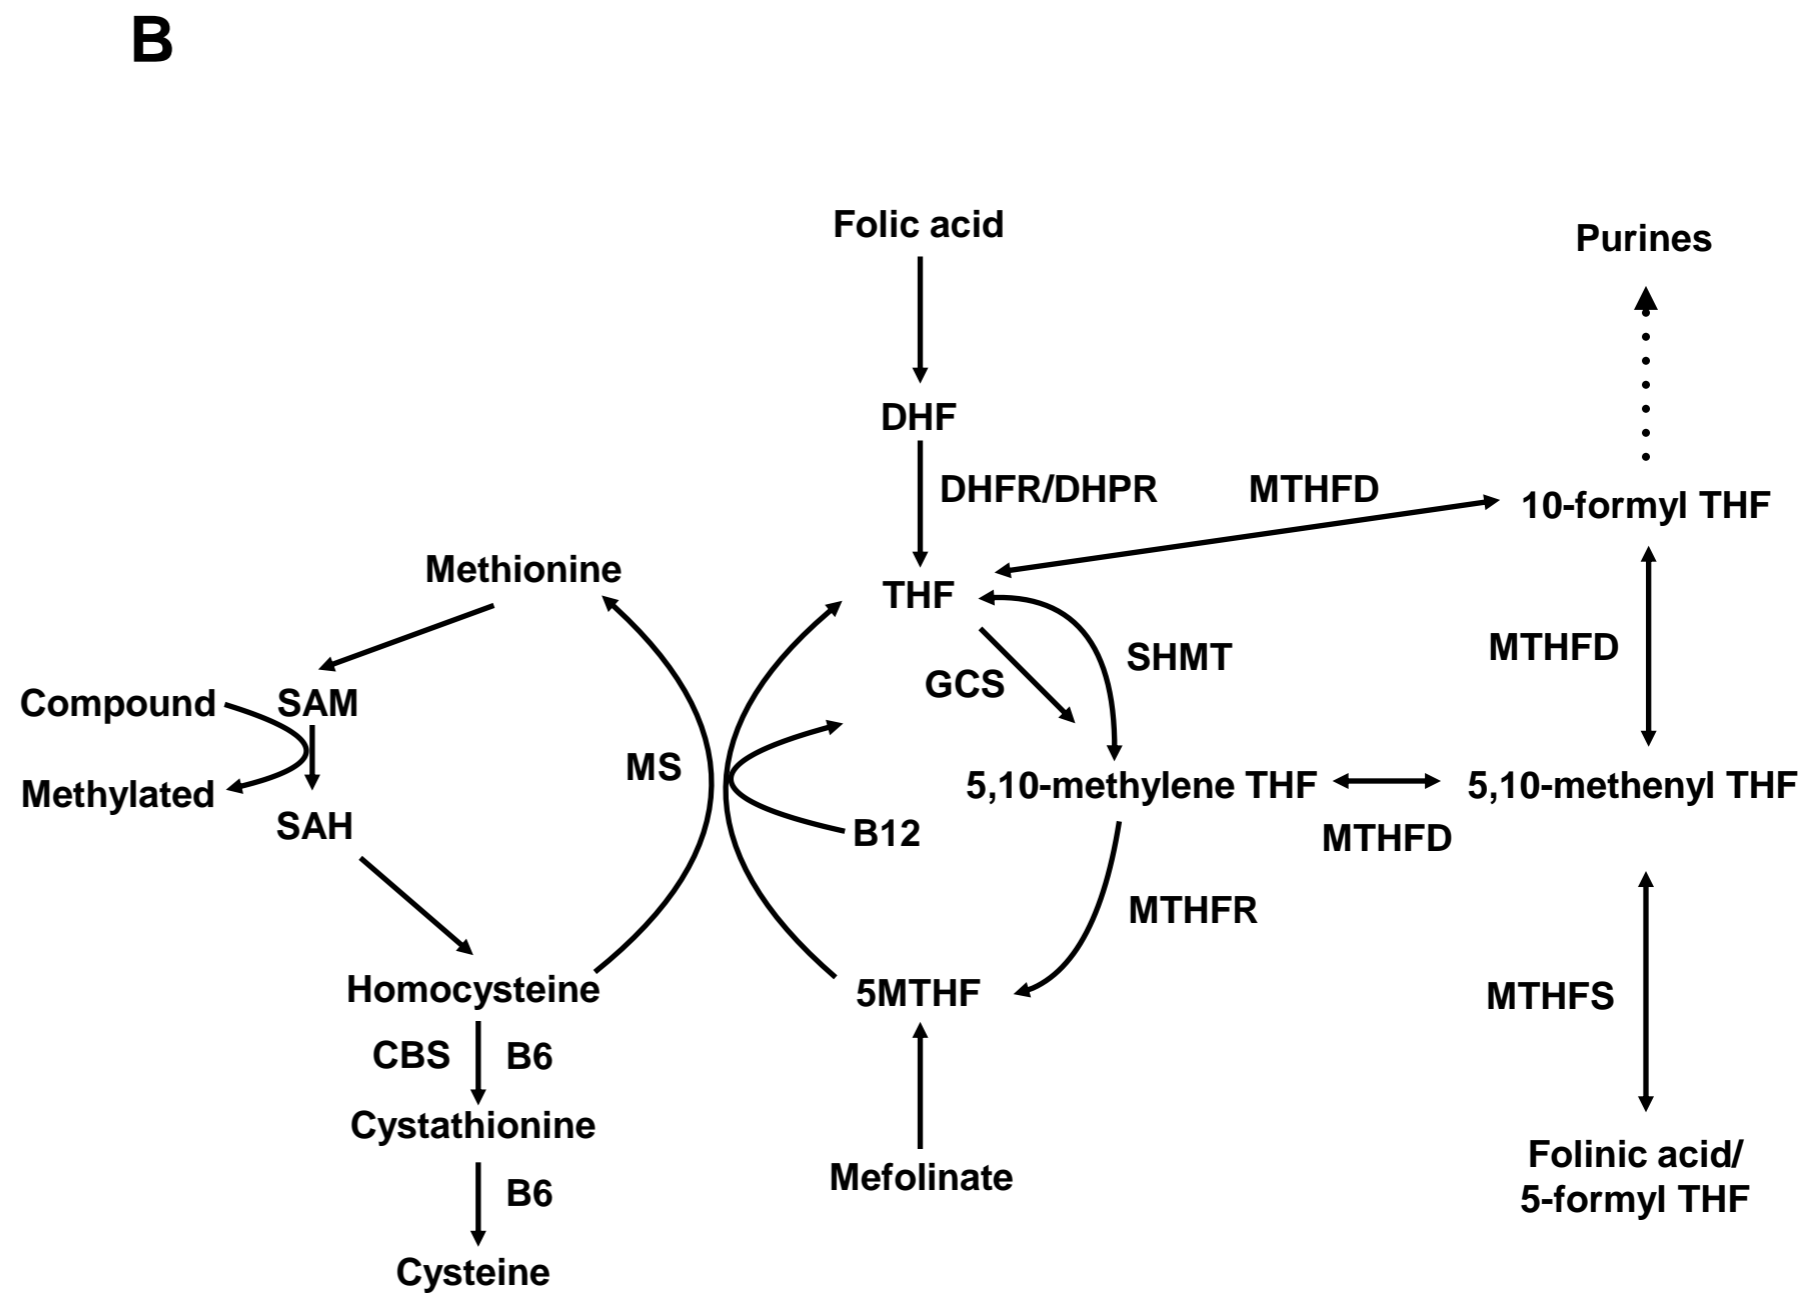 B
Folic acid
Purines
DHF
DHFR/DHPR
MTHFD
10-formyl THF
Methionine
THF
SHMT
MTHFD
GCS
Compound
SAM
MS
5,10-methylene THF
5,10-methenyl THF
Methylated
SAH
B12
MTHFD
MTHFR
Homocysteine
5MTHF
MTHFS
CBS
B6
Cystathionine
Mefolinate
Folinic acid/
5-formyl THF
B6
Cysteine